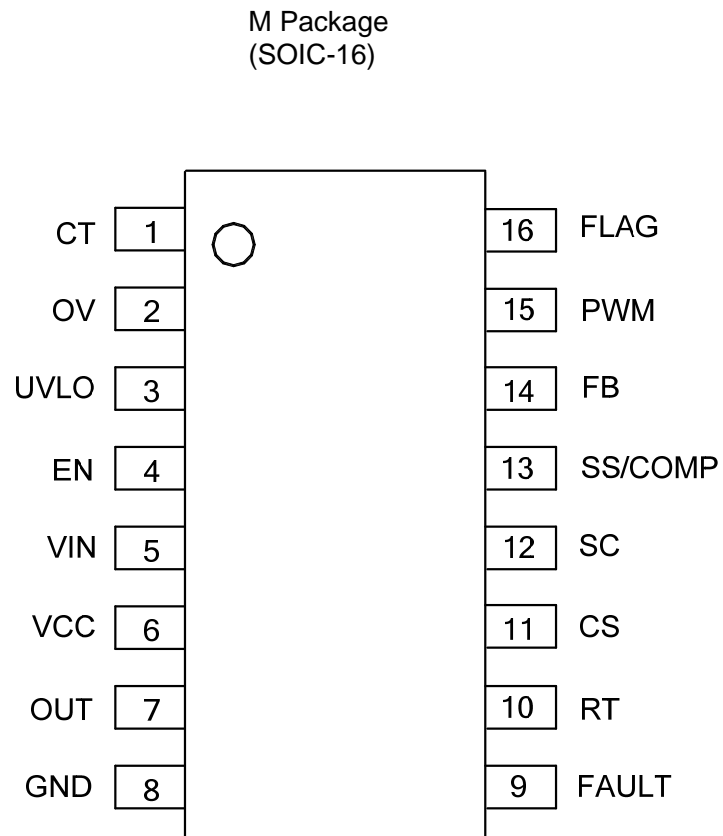 M Package
(SOIC-16)
CT 1 16 FLAG
OV 2 15 PWM
UVLO 3 14 FB
EN 4 13 SS/COMP
VIN 5 12 SC
VCC 6 11 CS
OUT 7 10 RT
GND 8 9 FAULT